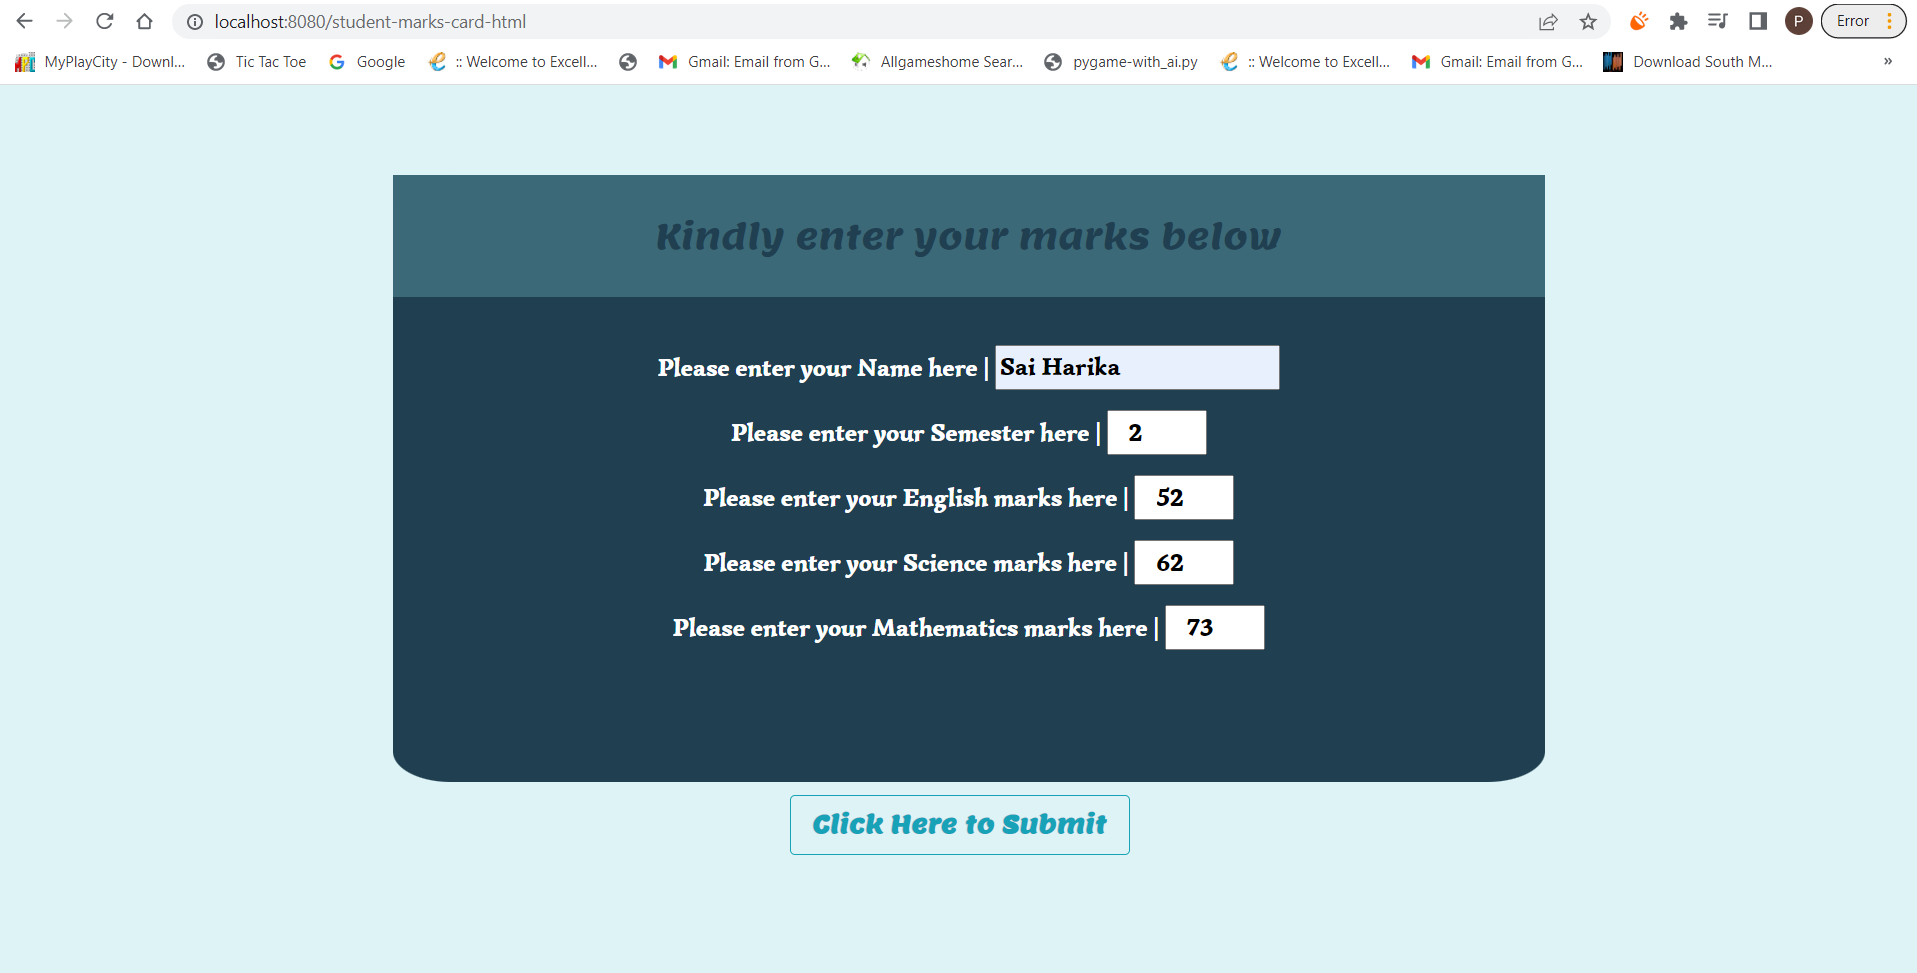 localhost:8080/student-marks-card-html
P
Error
MyPlayCity - Downl... Tic Tac Toe Google :: Welcome to Excell... Gmail: Email from G... Allgameshome Sear... pygame-with_ai.py :: Welcome to Excell... Gmail: Email from G... Download South M... »
Kindly enter your marks below
Please enter your Name here | Sai Harika
Please enter your Semester here | 2
Please enter your English marks here | 52
Please enter your Science marks here | 62
Please enter your Mathematics marks here | 73
Click Here to Submit